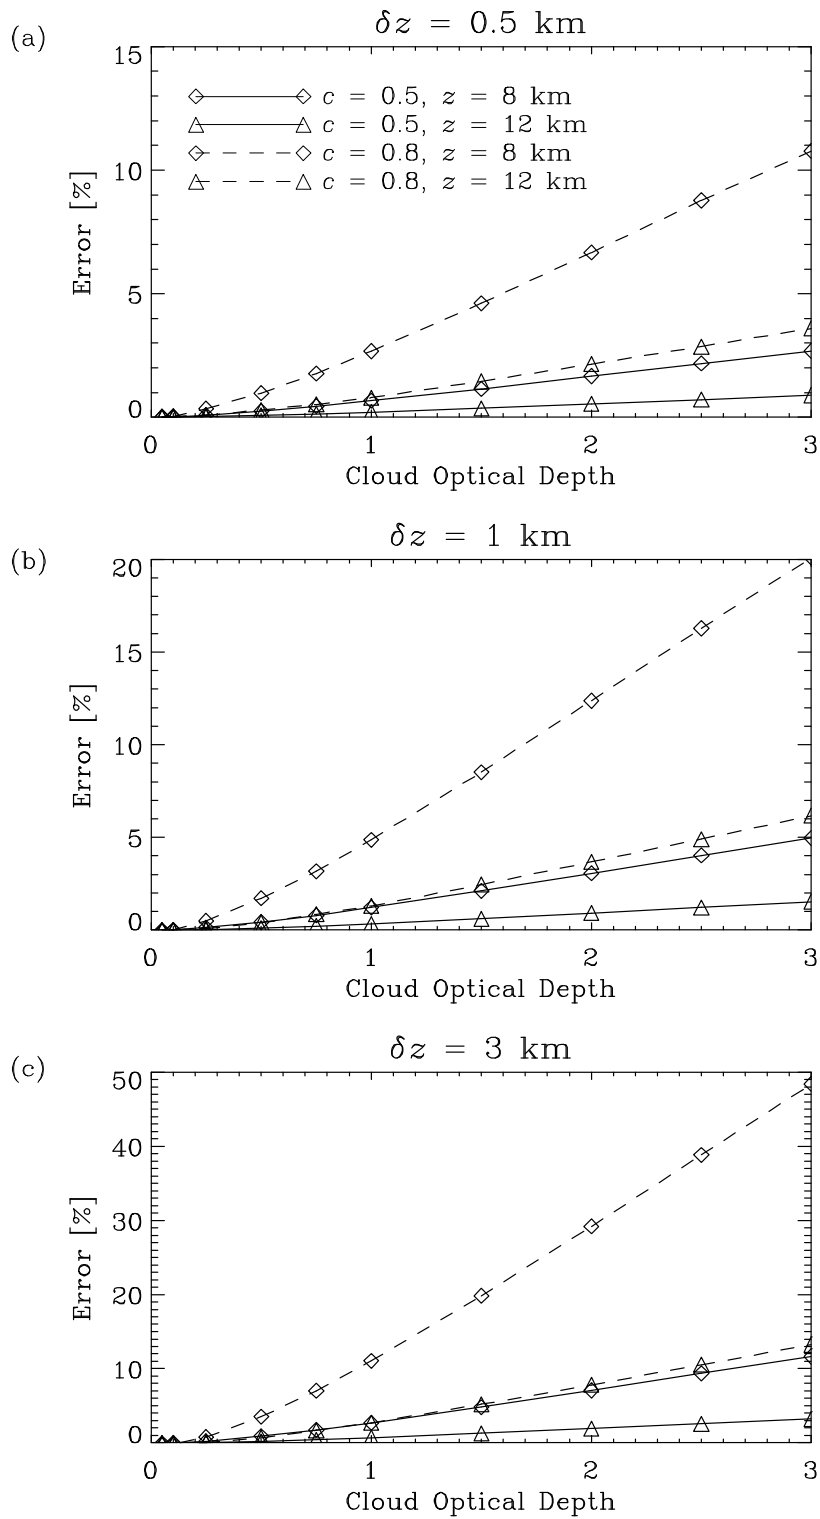 (a)
δz = 0.5 km
15
10
5
0
Error [%]
c = 0.5, z = 8 km
c = 0.5, z = 12 km
c = 0.8, z = 8 km
c = 0.8, z = 12 km
0 1 2 3
Cloud Optical Depth
(b)
δz = 1 km
20
15
10
5
0
Error [%]
0 1 2 3
Cloud Optical Depth
(c)
δz = 3 km
50
40
30
20
10
0
Error [%]
0 1 2 3
Cloud Optical Depth